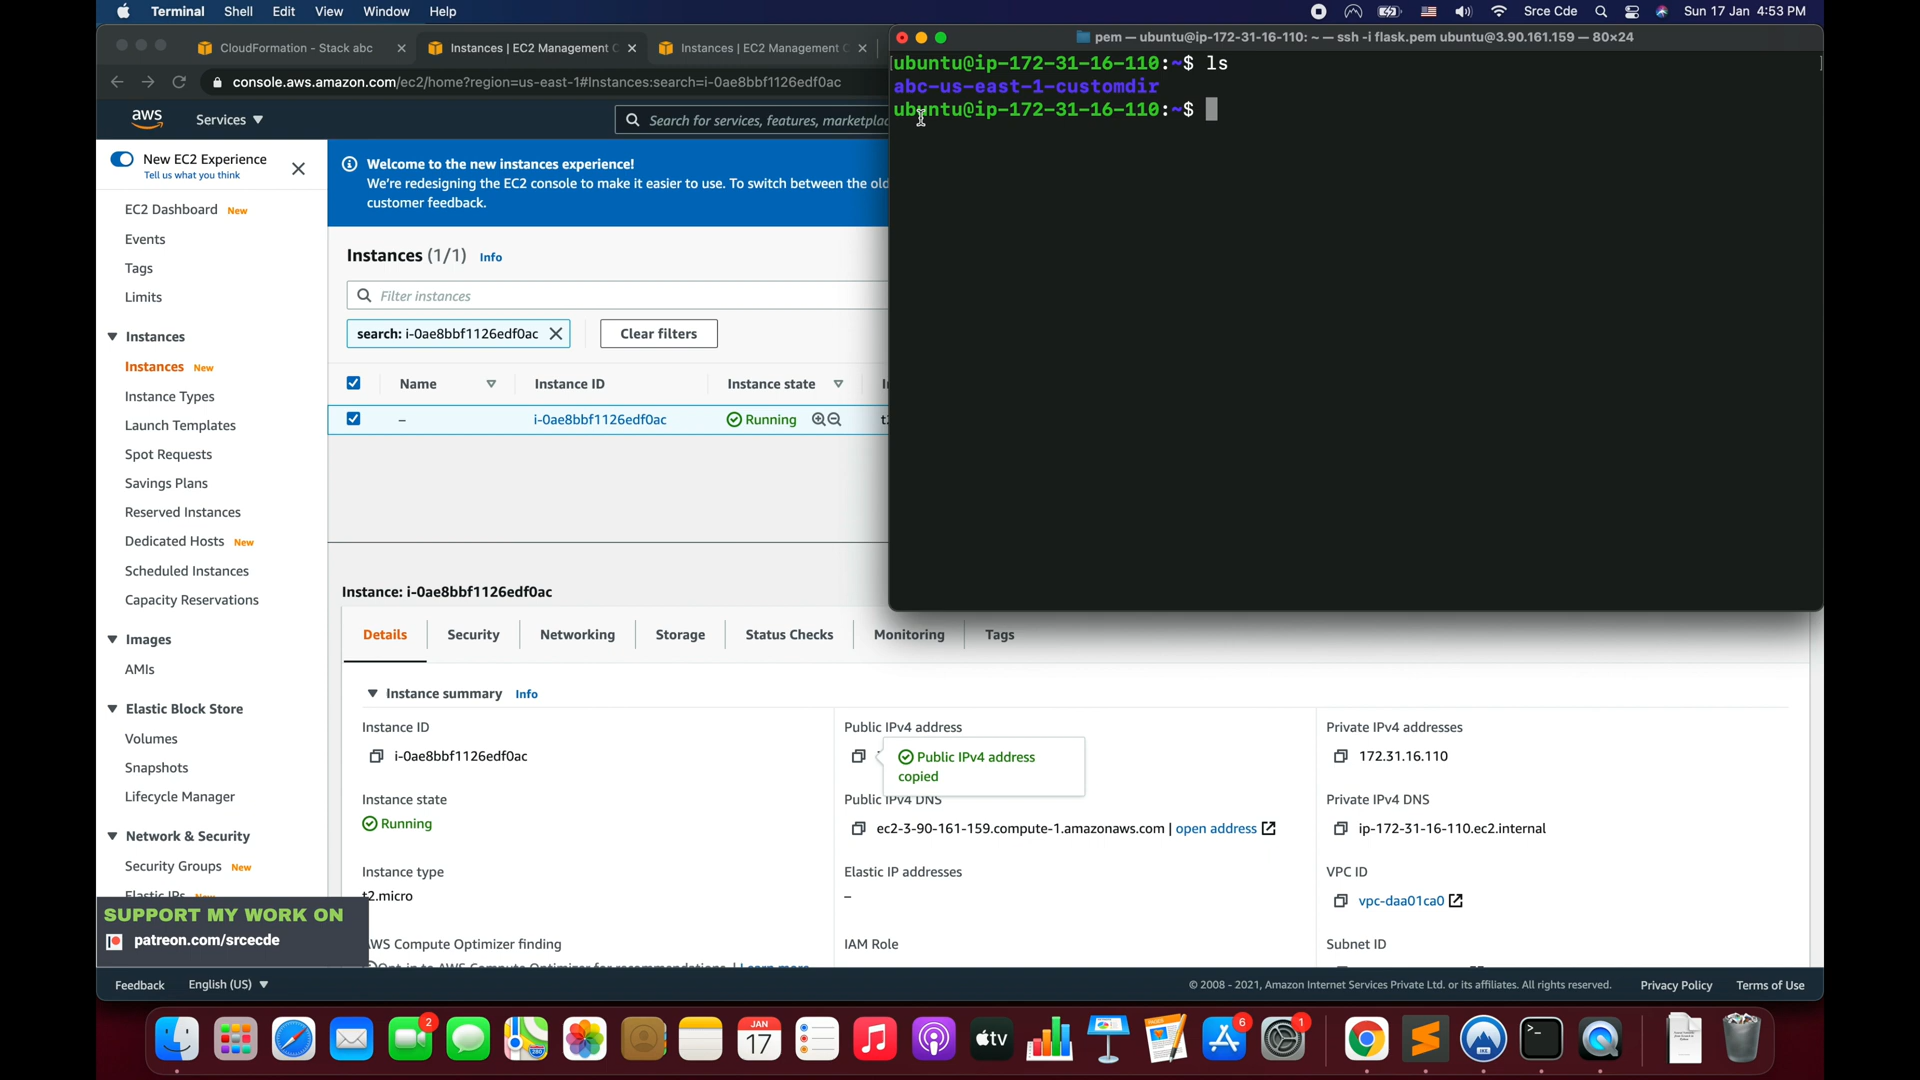 Terminal Shell Edit View Window Help
Srce Cde Sun 17 Jan 4:53 PM
CloudFormation - Stack abc
Instances | EC2 Management C
Instances | EC2 Management C
pem — ubuntu@ip-172-31-16-110: ~ — ssh -i flask.pem ubuntu@3.90.161.159 — 80×24
console.aws.amazon.com/ec2/home?region=us-east-1#Instances:search=i-0ae8bbf1126edf0ac
[ubuntu@ip-172-31-16-110:~$ ls
abc-us-east-1-customdir
ubuntu@ip-172-31-16-110:~$
aws
Services
Search for services, features, marketplac
New EC2 Experience
Tell us what you think
EC2 Dashboard New
Events
Tags
Limits
Instances
Instances New
Instance Types
Launch Templates
Spot Requests
Savings Plans
Reserved Instances
Dedicated Hosts New
Scheduled Instances
Capacity Reservations
Images
AMIs
Elastic Block Store
Volumes
Snapshots
Lifecycle Manager
Network & Security
Security Groups New
Elastic IPs
Welcome to the new instances experience!
We're redesigning the EC2 console to make it easier to use. To switch between the old
customer feedback.
Instances (1/1) Info
Filter instances
search: i-0ae8bbf1126edf0ac
Clear filters
Name Instance ID Instance state
– i-0ae8bbf1126edf0ac Running
Instance: i-0ae8bbf1126edf0ac
Details Security Networking Storage Status Checks Monitoring Tags
Instance summary Info
Instance ID
i-0ae8bbf1126edf0ac
Public IPv4 address
Public IPv4 address
copied
Private IPv4 addresses
172.31.16.110
Instance state
Running
Public IPv4 DNS
ec2-3-90-161-159.compute-1.amazonaws.com | open address
Private IPv4 DNS
ip-172-31-16-110.ec2.internal
Instance type
t2.micro
Elastic IP addresses
–
VPC ID
vpc-daa01ca0
AWS Compute Optimizer finding
IAM Role
Subnet ID
SUPPORT MY WORK ON
patreon.com/srcecde
Feedback
English (US)
© 2008 - 2021, Amazon Internet Services Private Ltd. or its affiliates. All rights reserved.
Privacy Policy
Terms of Use
2
JAN
17
tv
6
1